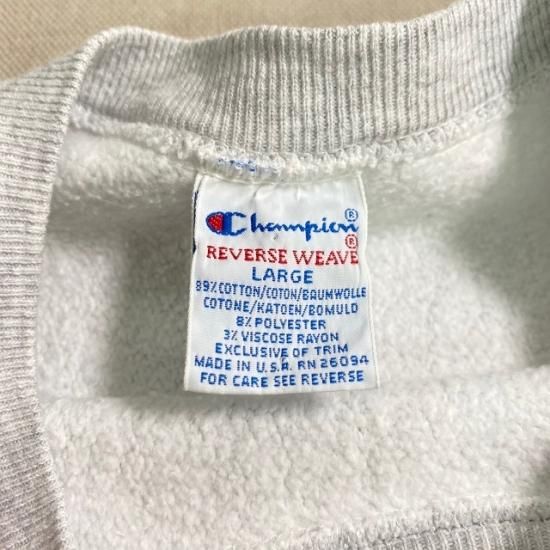 Champion®
REVERSE WEAVE®
LARGE
89% COTTON/COTON/BAUMWOLLE
COTONE/KATOEN/BOMULD
8% POLYESTER
3% VISCOSE RAYON
EXCLUSIVE OF TRIM
MADE IN U.S.A. RN 26094
FOR CARE SEE REVERSE